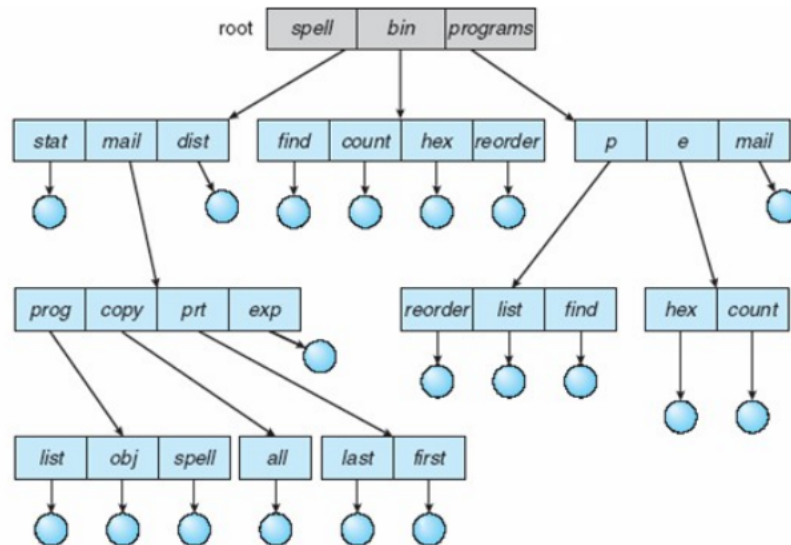 root spell bin programs
stat mail dist find count hex reorder p e mail
prog copy prt exp reorder list find hex count
list obj spell all last first